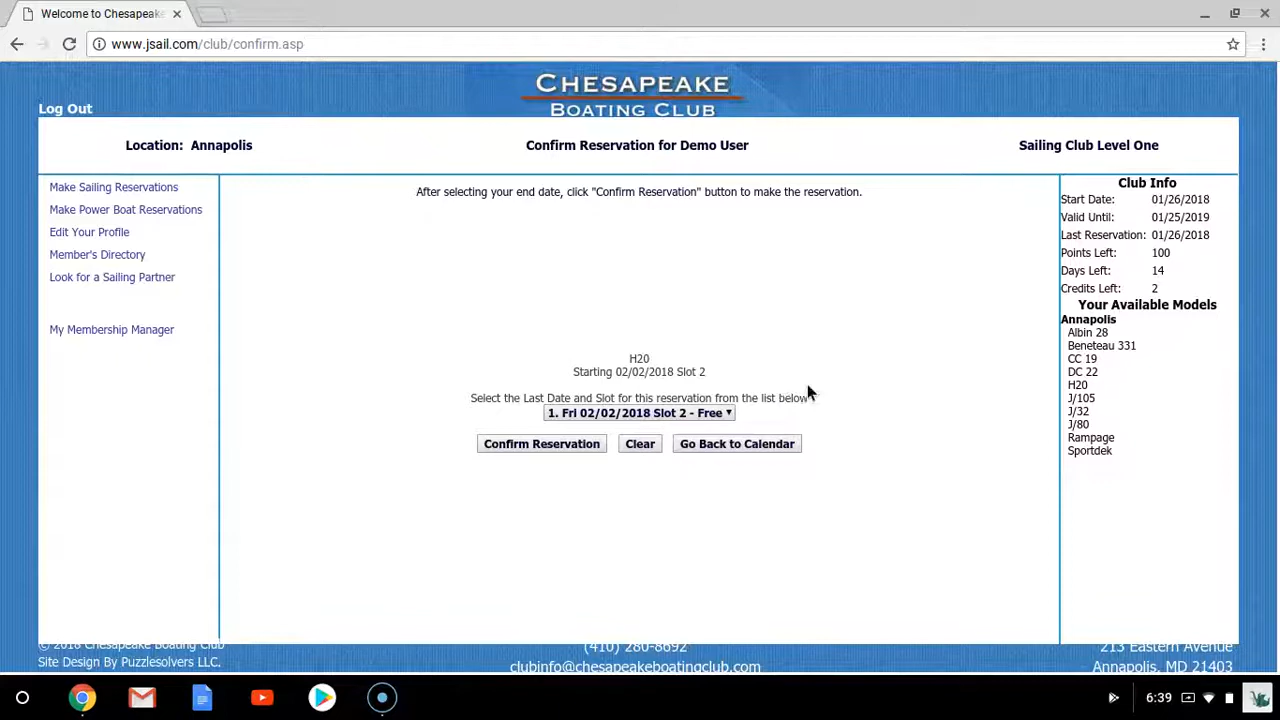 Welcome to Chesapeake
www.jsail.com/club/confirm.asp
CHESAPEAKE
BOATING CLUB
Log Out
Location: Annapolis
Confirm Reservation for Demo User
Sailing Club Level One
Make Sailing Reservations
Make Power Boat Reservations
Edit Your Profile
Member's Directory
Look for a Sailing Partner
My Membership Manager
After selecting your end date, click "Confirm Reservation" button to make the reservation.
H20
Starting 02/02/2018 Slot 2
Select the Last Date and Slot for this reservation from the list below
1. Fri 02/02/2018 Slot 2 - Free
Confirm Reservation Clear Go Back to Calendar
Club Info
Start Date: 01/26/2018
Valid Until: 01/25/2019
Last Reservation: 01/26/2018
Points Left: 100
Days Left: 14
Credits Left: 2
Your Available Models
Annapolis
Albin 28
Beneteau 331
CC 19
DC 22
H20
J/105
J/32
J/80
Rampage
Sportdek
© 2018 Chesapeake Boating Club
Site Design By Puzzlesolvers LLC.
(410) 280-8692
clubinfo@chesapeakeboatingclub.com
213 Eastern Avenue
Annapolis, MD 21403
6:39